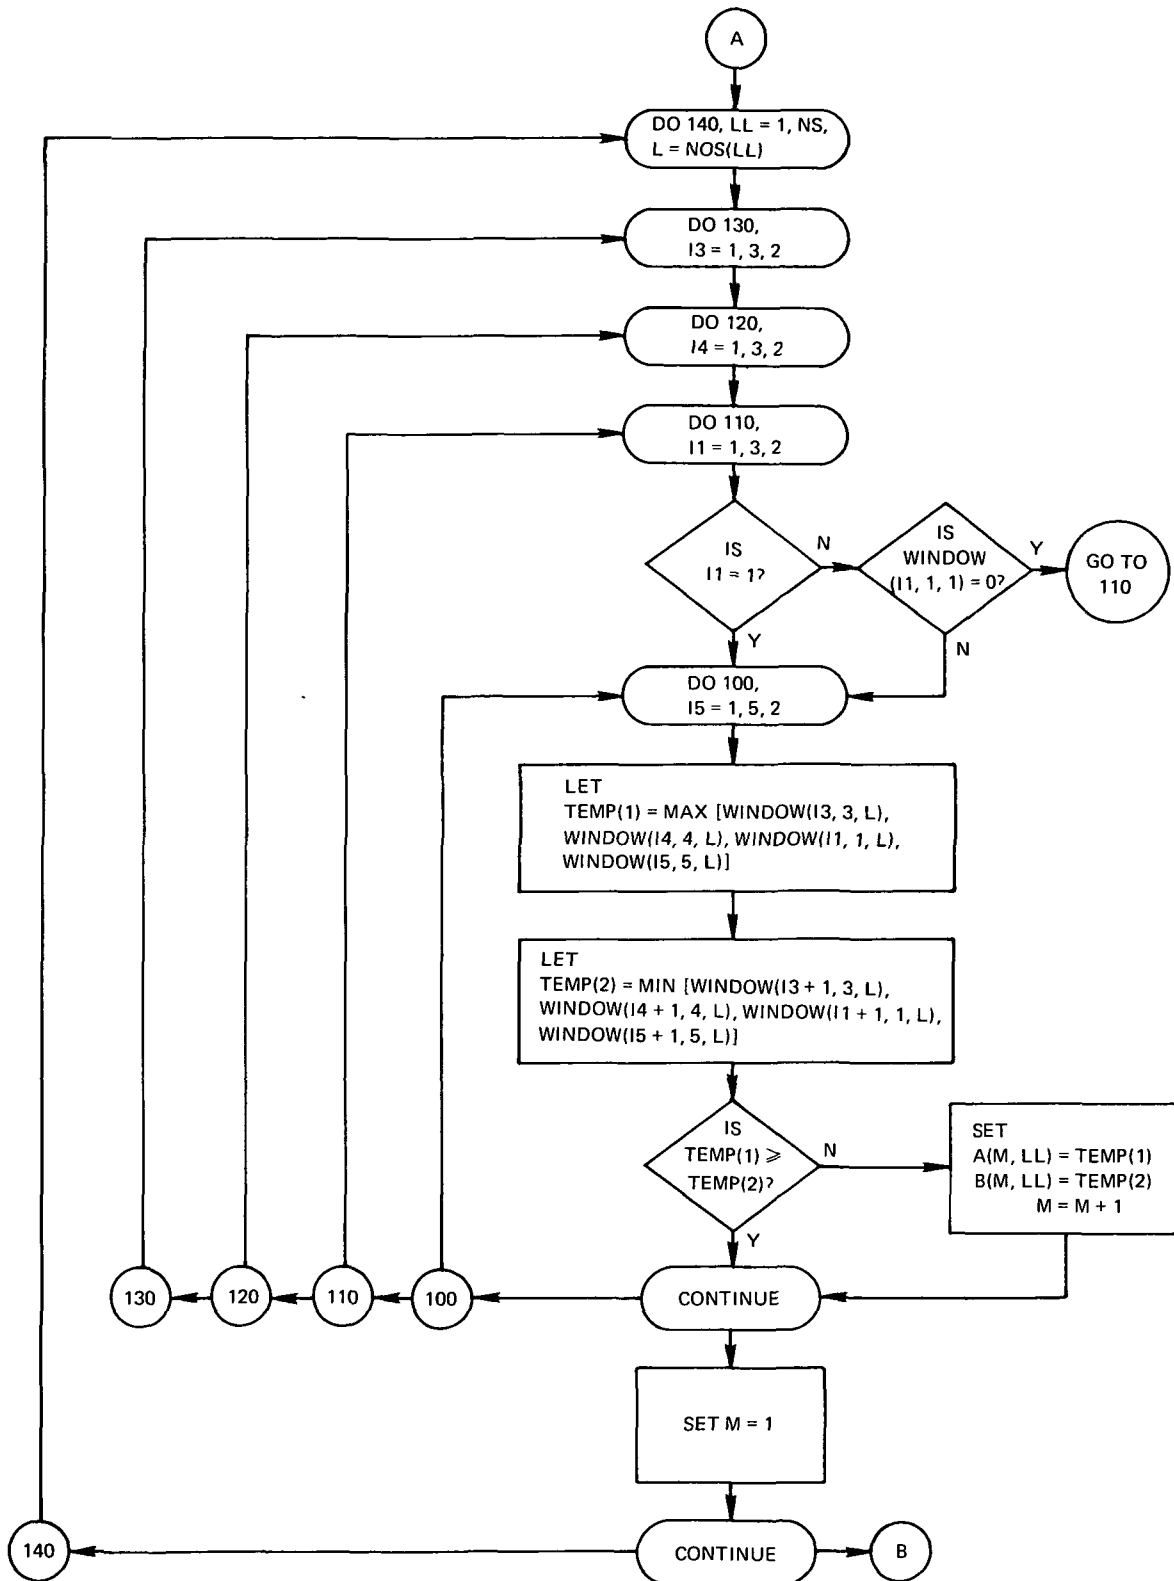 A
DO 140, LL = 1, NS,
L = NOS(LL)
DO 130,
I3 = 1, 3, 2
DO 120,
I4 = 1, 3, 2
DO 110,
I1 = 1, 3, 2
IS
I1 = 1?
N
IS
WINDOW
(I1, 1, 1) = 0?
Y
GO TO
110
Y
N
DO 100,
I5 = 1, 5, 2
LET
TEMP(1) = MAX [WINDOW(I3, 3, L),
WINDOW(I4, 4, L), WINDOW(I1, 1, L),
WINDOW(I5, 5, L)]
LET
TEMP(2) = MIN [WINDOW(I3 + 1, 3, L),
WINDOW(I4 + 1, 4, L), WINDOW(I1 + 1, 1, L),
WINDOW(I5 + 1, 5, L)]
IS
TEMP(1) ⩾
TEMP(2)?
N
SET
A(M, LL) = TEMP(1)
B(M, LL) = TEMP(2)
M = M + 1
Y
130
120
110
100
CONTINUE
SET M = 1
140
CONTINUE
B